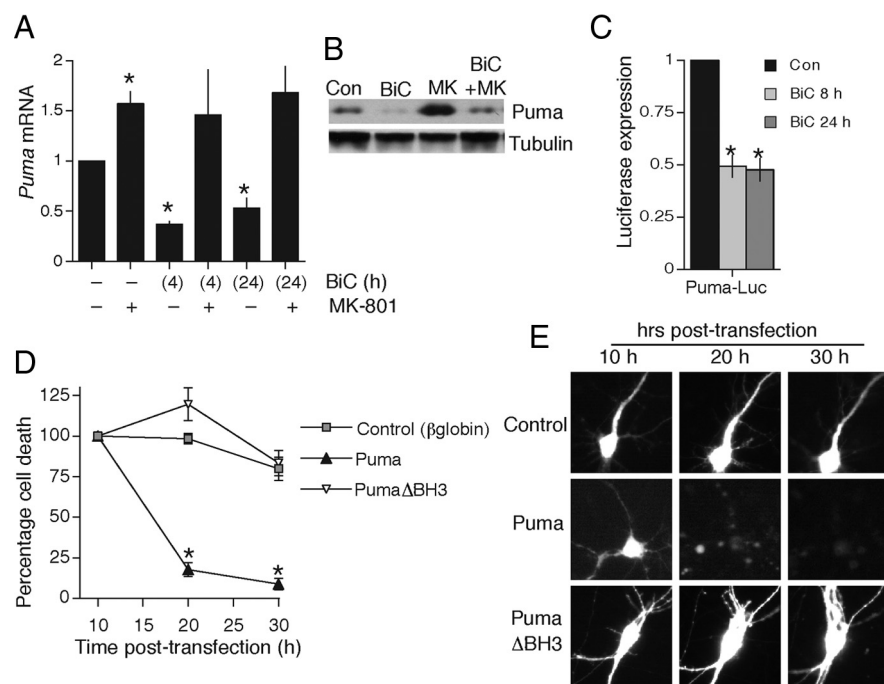 A
Puma mRNA
2
1.5
1
0.5
0
*
*
*
– – (4) (4) (24) (24) BiC (h)
– + – + – + MK-801
B
Con BiC MK BiC +MK
Puma
Tubulin
C
Luciferase expression
1
0.75
0.5
0.25
0
* *
Con
BiC 8 h
BiC 24 h
Puma-Luc
D
Percentage cell death
125
100
75
50
25
0
* *
10 15 20 25 30
Time post-transfection (h)
Control (βglobin)
Puma
PumaΔBH3
E
hrs post-transfection
10 h 20 h 30 h
Control
Puma
Puma
ΔBH3